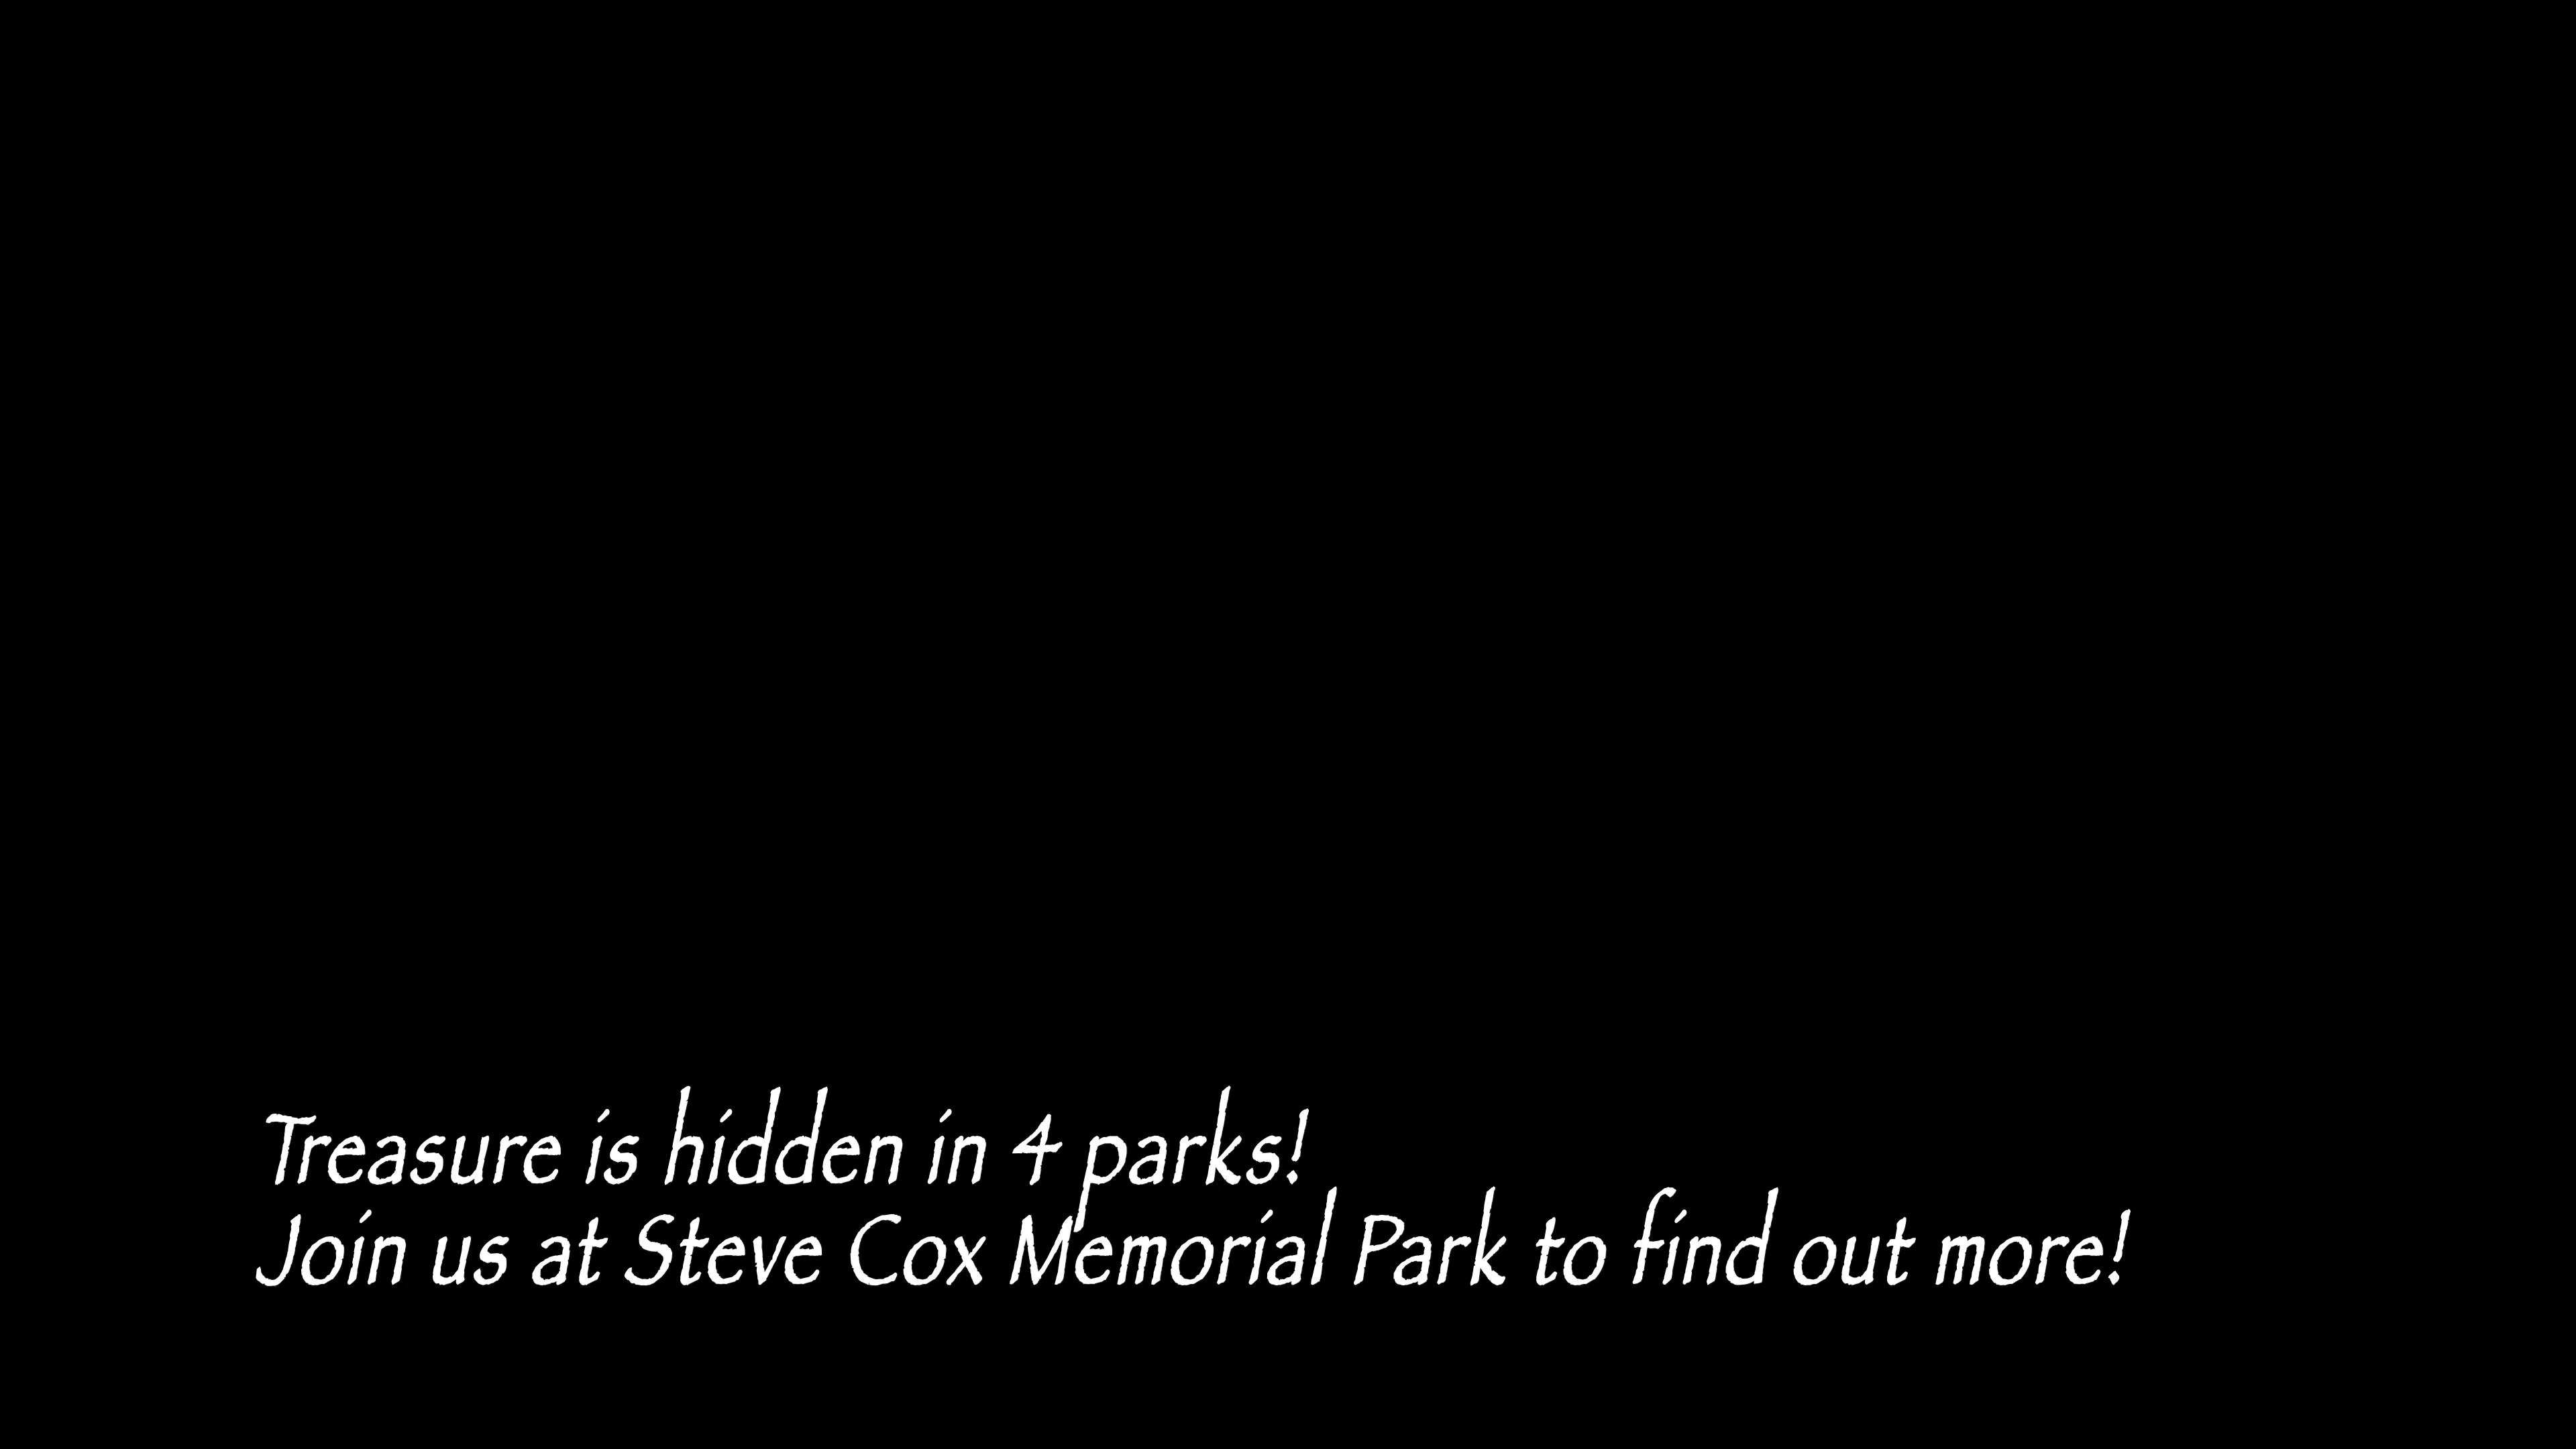 Treasure is hidden in 4 parks!
Join us at Steve Cox Memorial Park to find out more!